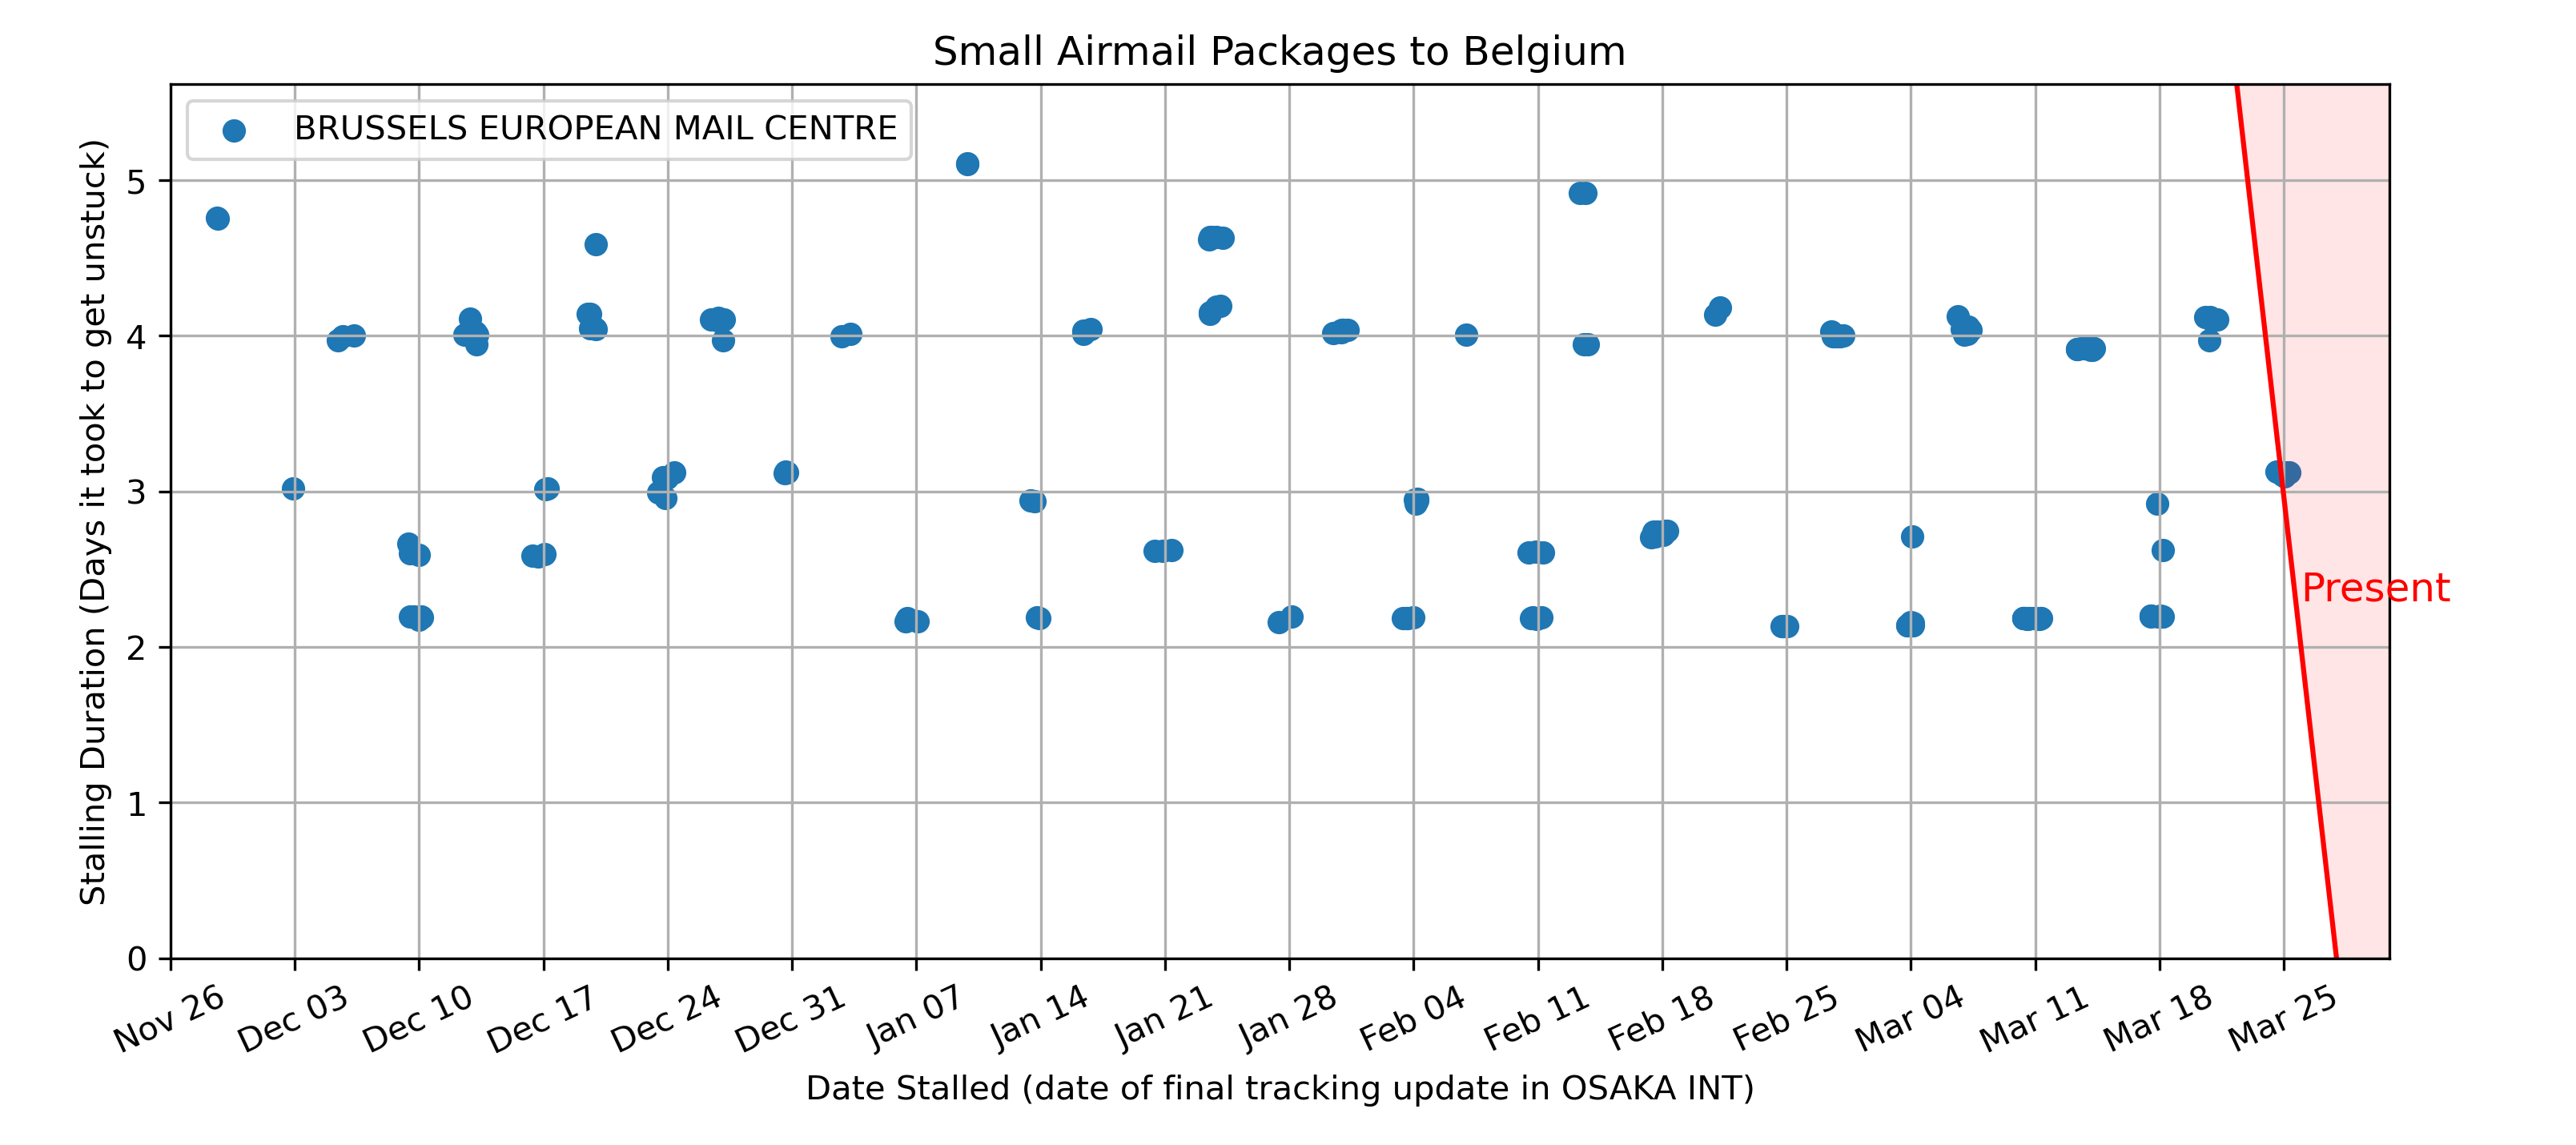 Small Airmail Packages to Belgium
BRUSSELS EUROPEAN MAIL CENTRE
Stalling Duration (Days it took to get unstuck)
5
4
3
2
1
0
Present
Nov 26
Dec 03
Dec 10
Dec 17
Dec 24
Dec 31
Jan 07
Jan 14
Jan 21
Jan 28
Feb 04
Feb 11
Feb 18
Feb 25
Mar 04
Mar 11
Mar 18
Mar 25
Date Stalled (date of final tracking update in OSAKA INT)